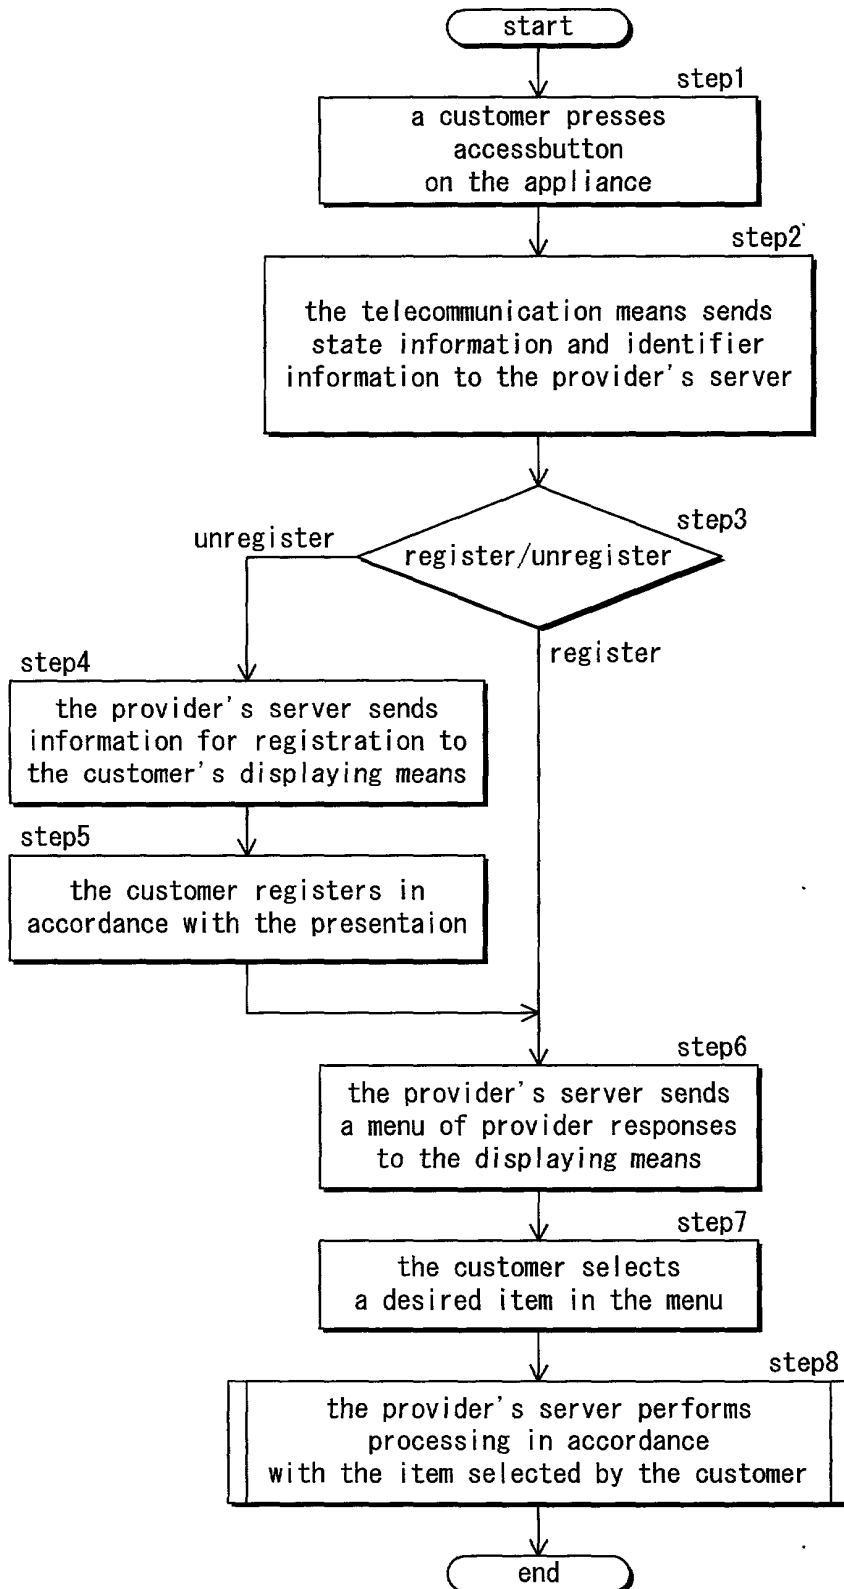 start
step1
a customer presses
accessbutton
on the appliance
step2
the telecommunication means sends
state information and identifier
information to the provider's server
step3
register/unregister
unregister
register
step4
the provider's server sends
information for registration to
the customer's displaying means
step5
the customer registers in
accordance with the presentaion
step6
the provider's server sends
a menu of provider responses
to the displaying means
step7
the customer selects
a desired item in the menu
step8
the provider's server performs
processing in accordance
with the item selected by the customer
end